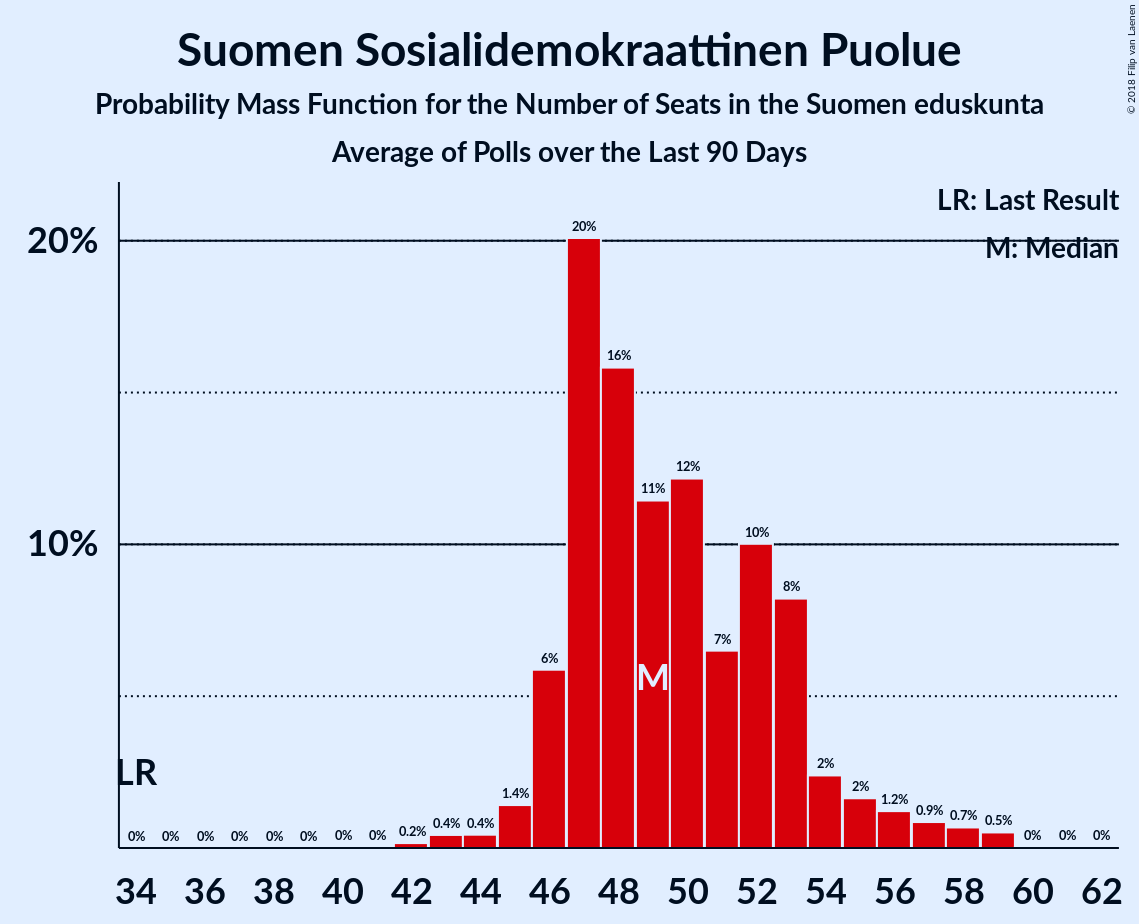 Suomen Sosialidemokraattinen Puolue
Probability Mass Function for the Number of Seats in the Suomen eduskunta
Average of Polls over the Last 90 Days
© 2018 Filip van Laenen
LR: Last Result
M: Median
20%
10%
LR
M
0% 0% 0% 0% 0% 0% 0% 0% 0.2% 0.4% 0.4% 1.4% 6% 20% 16% 11% 12% 7% 10% 8% 2% 2% 1.2% 0.9% 0.7% 0.5% 0% 0% 0%
34 36 38 40 42 44 46 48 50 52 54 56 58 60 62